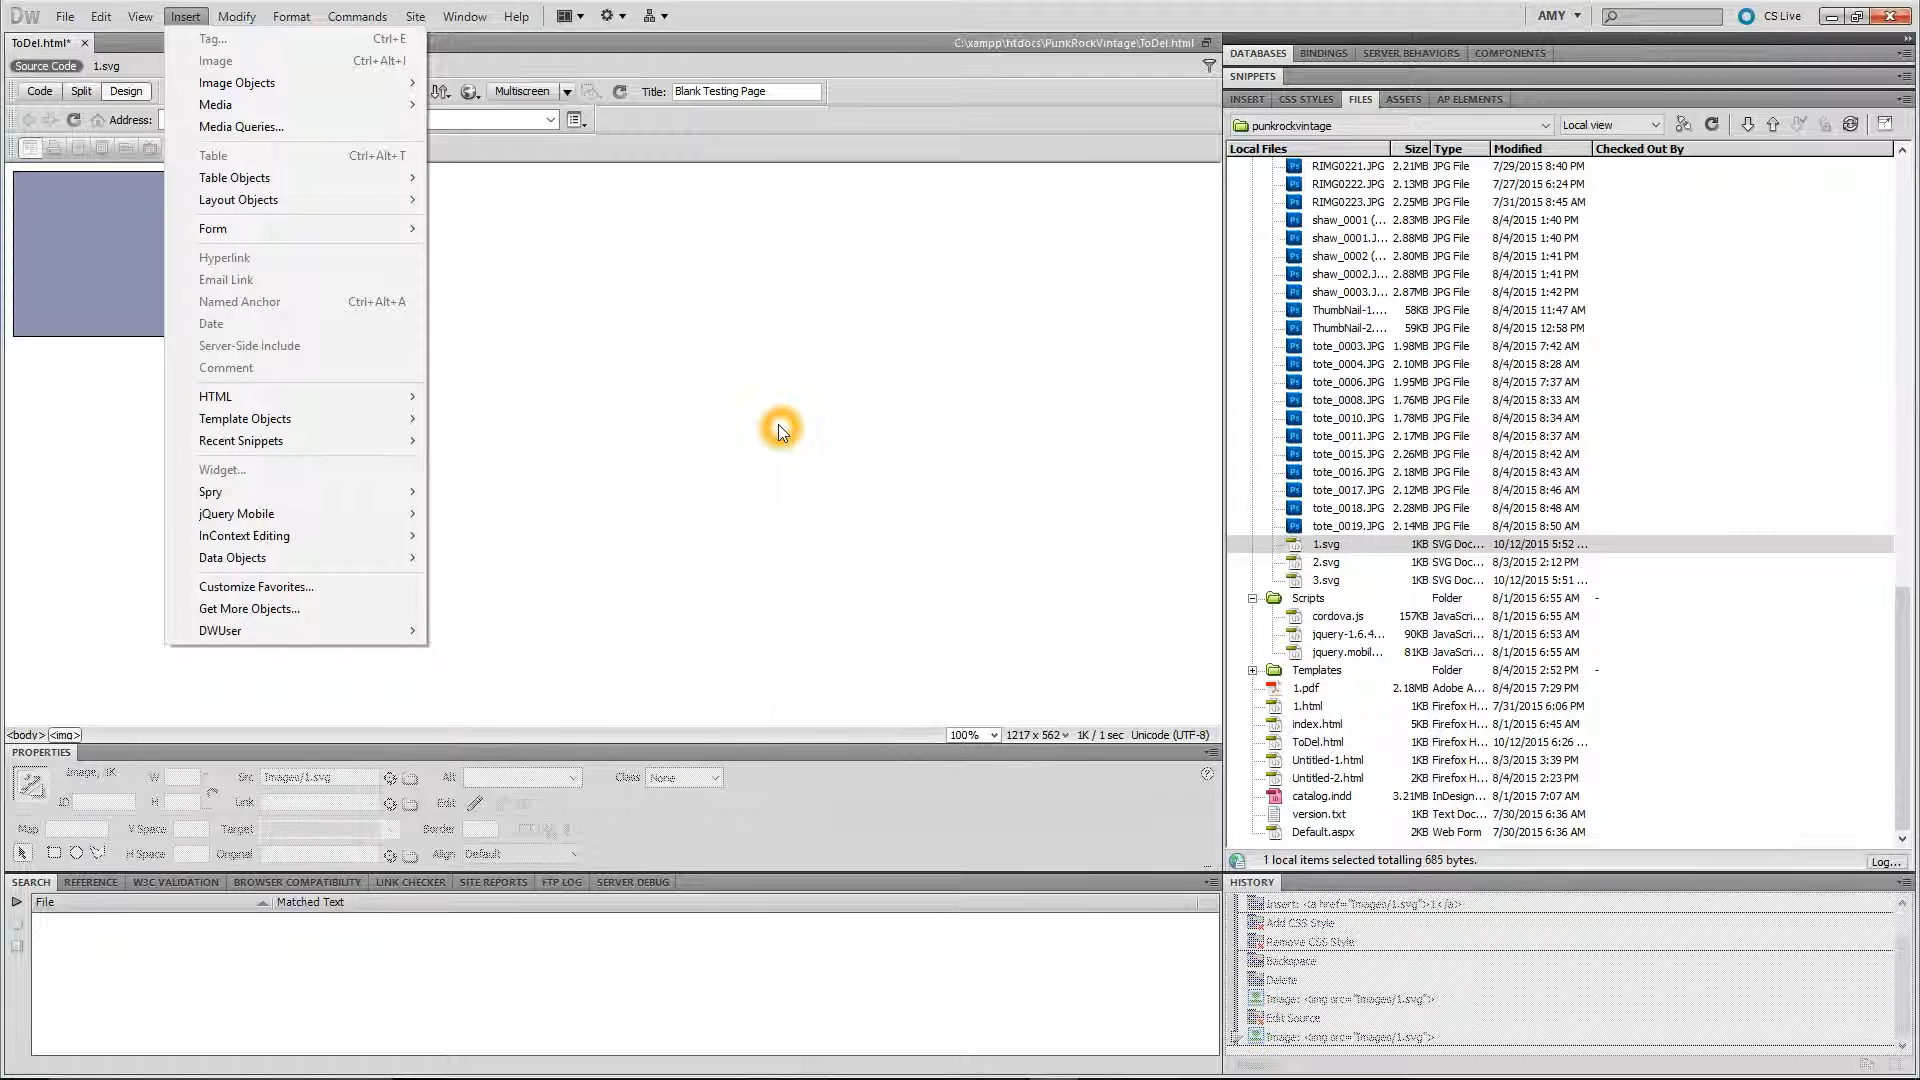 Dw File Edit View Insert Modify Format Commands Site Window Help AMY CS Live
ToDel.html* C:\xampp\htdocs\PunkRockVintage\ToDel.html
Source Code 1.svg
Code Split Design Multiscreen Title: Blank Testing Page
Address:
Tag... Ctrl+E
Image Ctrl+Alt+I
Image Objects
Media
Media Queries...
Table Ctrl+Alt+T
Table Objects
Layout Objects
Form
Hyperlink
Email Link
Named Anchor Ctrl+Alt+A
Date
Server-Side Include
Comment
HTML
Template Objects
Recent Snippets
Widget...
Spry
jQuery Mobile
InContext Editing
Data Objects
Customize Favorites...
Get More Objects...
DWUser
<body> <img> 100% 1217 x 562 1K / 1 sec Unicode (UTF-8)
PROPERTIES
Image, 1K W Src Images/1.svg Alt Class None
ID H Link Edit
Map V Space Target Border
H Space Original Align Default
SEARCH REFERENCE W3C VALIDATION BROWSER COMPATIBILITY LINK CHECKER SITE REPORTS FTP LOG SERVER DEBUG
File Matched Text
DATABASES BINDINGS SERVER BEHAVIORS COMPONENTS
SNIPPETS
INSERT CSS STYLES FILES ASSETS AP ELEMENTS
punkrockvintage Local view
Local Files Size Type Modified Checked Out By
RIMG0221.JPG 2.21MB JPG File 7/29/2015 8:40 PM
RIMG0222.JPG 2.13MB JPG File 7/27/2015 6:24 PM
RIMG0223.JPG 2.25MB JPG File 7/31/2015 8:45 AM
shaw_0001 (... 2.83MB JPG File 8/4/2015 1:40 PM
shaw_0001.J... 2.88MB JPG File 8/4/2015 1:40 PM
shaw_0002 (... 2.80MB JPG File 8/4/2015 1:41 PM
shaw_0002.J... 2.88MB JPG File 8/4/2015 1:41 PM
shaw_0003.J... 2.87MB JPG File 8/4/2015 1:42 PM
ThumbNail-1.... 58KB JPG File 8/4/2015 11:47 AM
ThumbNail-2.... 59KB JPG File 8/4/2015 12:58 PM
tote_0003.JPG 1.98MB JPG File 8/4/2015 7:42 AM
tote_0004.JPG 2.10MB JPG File 8/4/2015 8:28 AM
tote_0006.JPG 1.95MB JPG File 8/4/2015 7:37 AM
tote_0008.JPG 1.76MB JPG File 8/4/2015 8:33 AM
tote_0010.JPG 1.78MB JPG File 8/4/2015 8:34 AM
tote_0011.JPG 2.17MB JPG File 8/4/2015 8:37 AM
tote_0015.JPG 2.26MB JPG File 8/4/2015 8:42 AM
tote_0016.JPG 2.18MB JPG File 8/4/2015 8:43 AM
tote_0017.JPG 2.12MB JPG File 8/4/2015 8:46 AM
tote_0018.JPG 2.28MB JPG File 8/4/2015 8:48 AM
tote_0019.JPG 2.14MB JPG File 8/4/2015 8:50 AM
1.svg 1KB SVG Doc... 10/12/2015 5:52 ...
2.svg 1KB SVG Doc... 8/3/2015 2:12 PM
3.svg 1KB SVG Doc... 10/12/2015 5:51 ...
Scripts Folder 8/1/2015 6:55 AM -
cordova.js 157KB JavaScri... 8/1/2015 6:55 AM
jquery-1.6.4... 90KB JavaScri... 8/1/2015 6:53 AM
jquery.mobil... 81KB JavaScri... 8/1/2015 6:55 AM
Templates Folder 8/4/2015 2:52 PM -
1.pdf 2.18MB Adobe A... 8/4/2015 7:29 PM
1.html 1KB Firefox H... 7/31/2015 6:06 PM
index.html 5KB Firefox H... 8/1/2015 6:45 AM
ToDel.html 1KB Firefox H... 10/12/2015 6:26 ...
Untitled-1.html 1KB Firefox H... 8/3/2015 3:39 PM
Untitled-2.html 2KB Firefox H... 8/4/2015 2:23 PM
catalog.indd 3.21MB InDesign... 8/1/2015 7:07 AM
version.txt 1KB Text Doc... 7/30/2015 6:36 AM
Default.aspx 2KB Web Form 7/30/2015 6:36 AM
1 local items selected totalling 685 bytes. Log...
HISTORY
Insert: <a href="Images/1.svg">1</a>
Add CSS Style
Remove CSS Style
Backspace
Delete
Image: <img src="Images/1.svg">
Edit Source
Image: <img src="Images/1.svg">